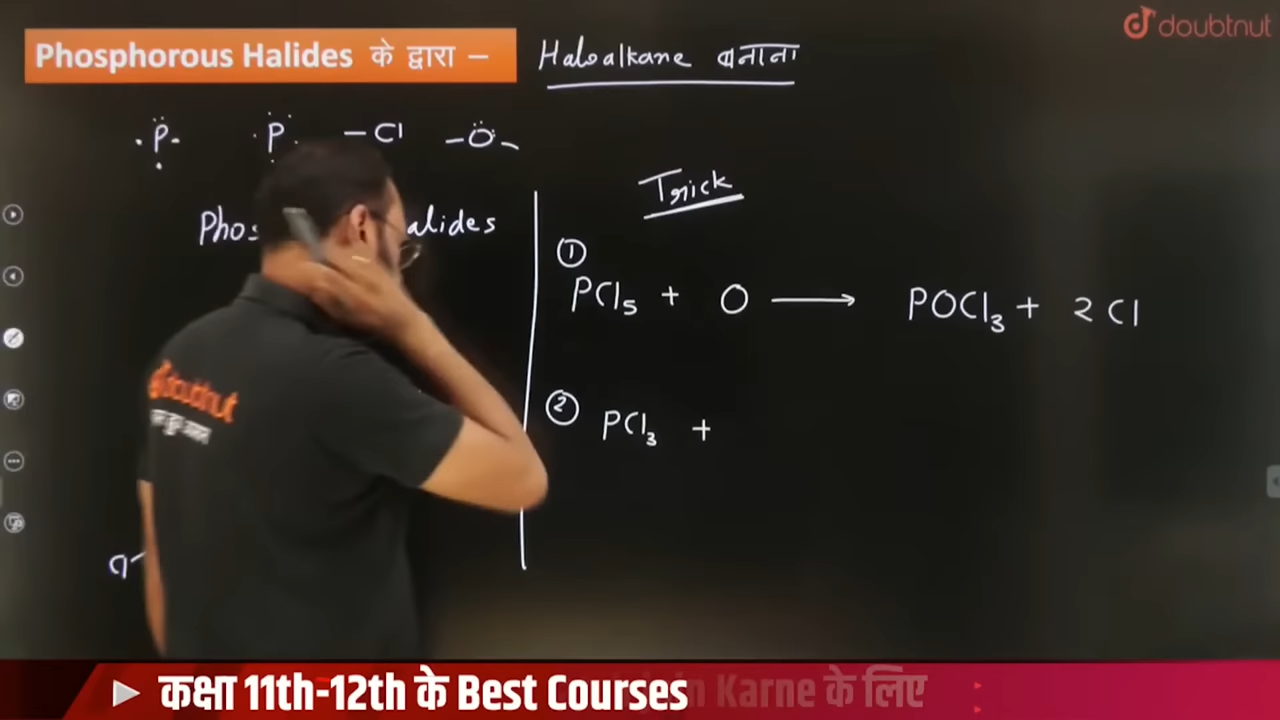 doubtnut
Phosphorous Halides के द्वारा – Haloalkane बनाना
P P – Cl – O –
Phos alides
Trick
①
PCl₅ + O ⟶ POCl₃ + 2 Cl
② PCl₃ +
doubtnut
कक्षा 11th-12th के Best Courses Karne के लिए